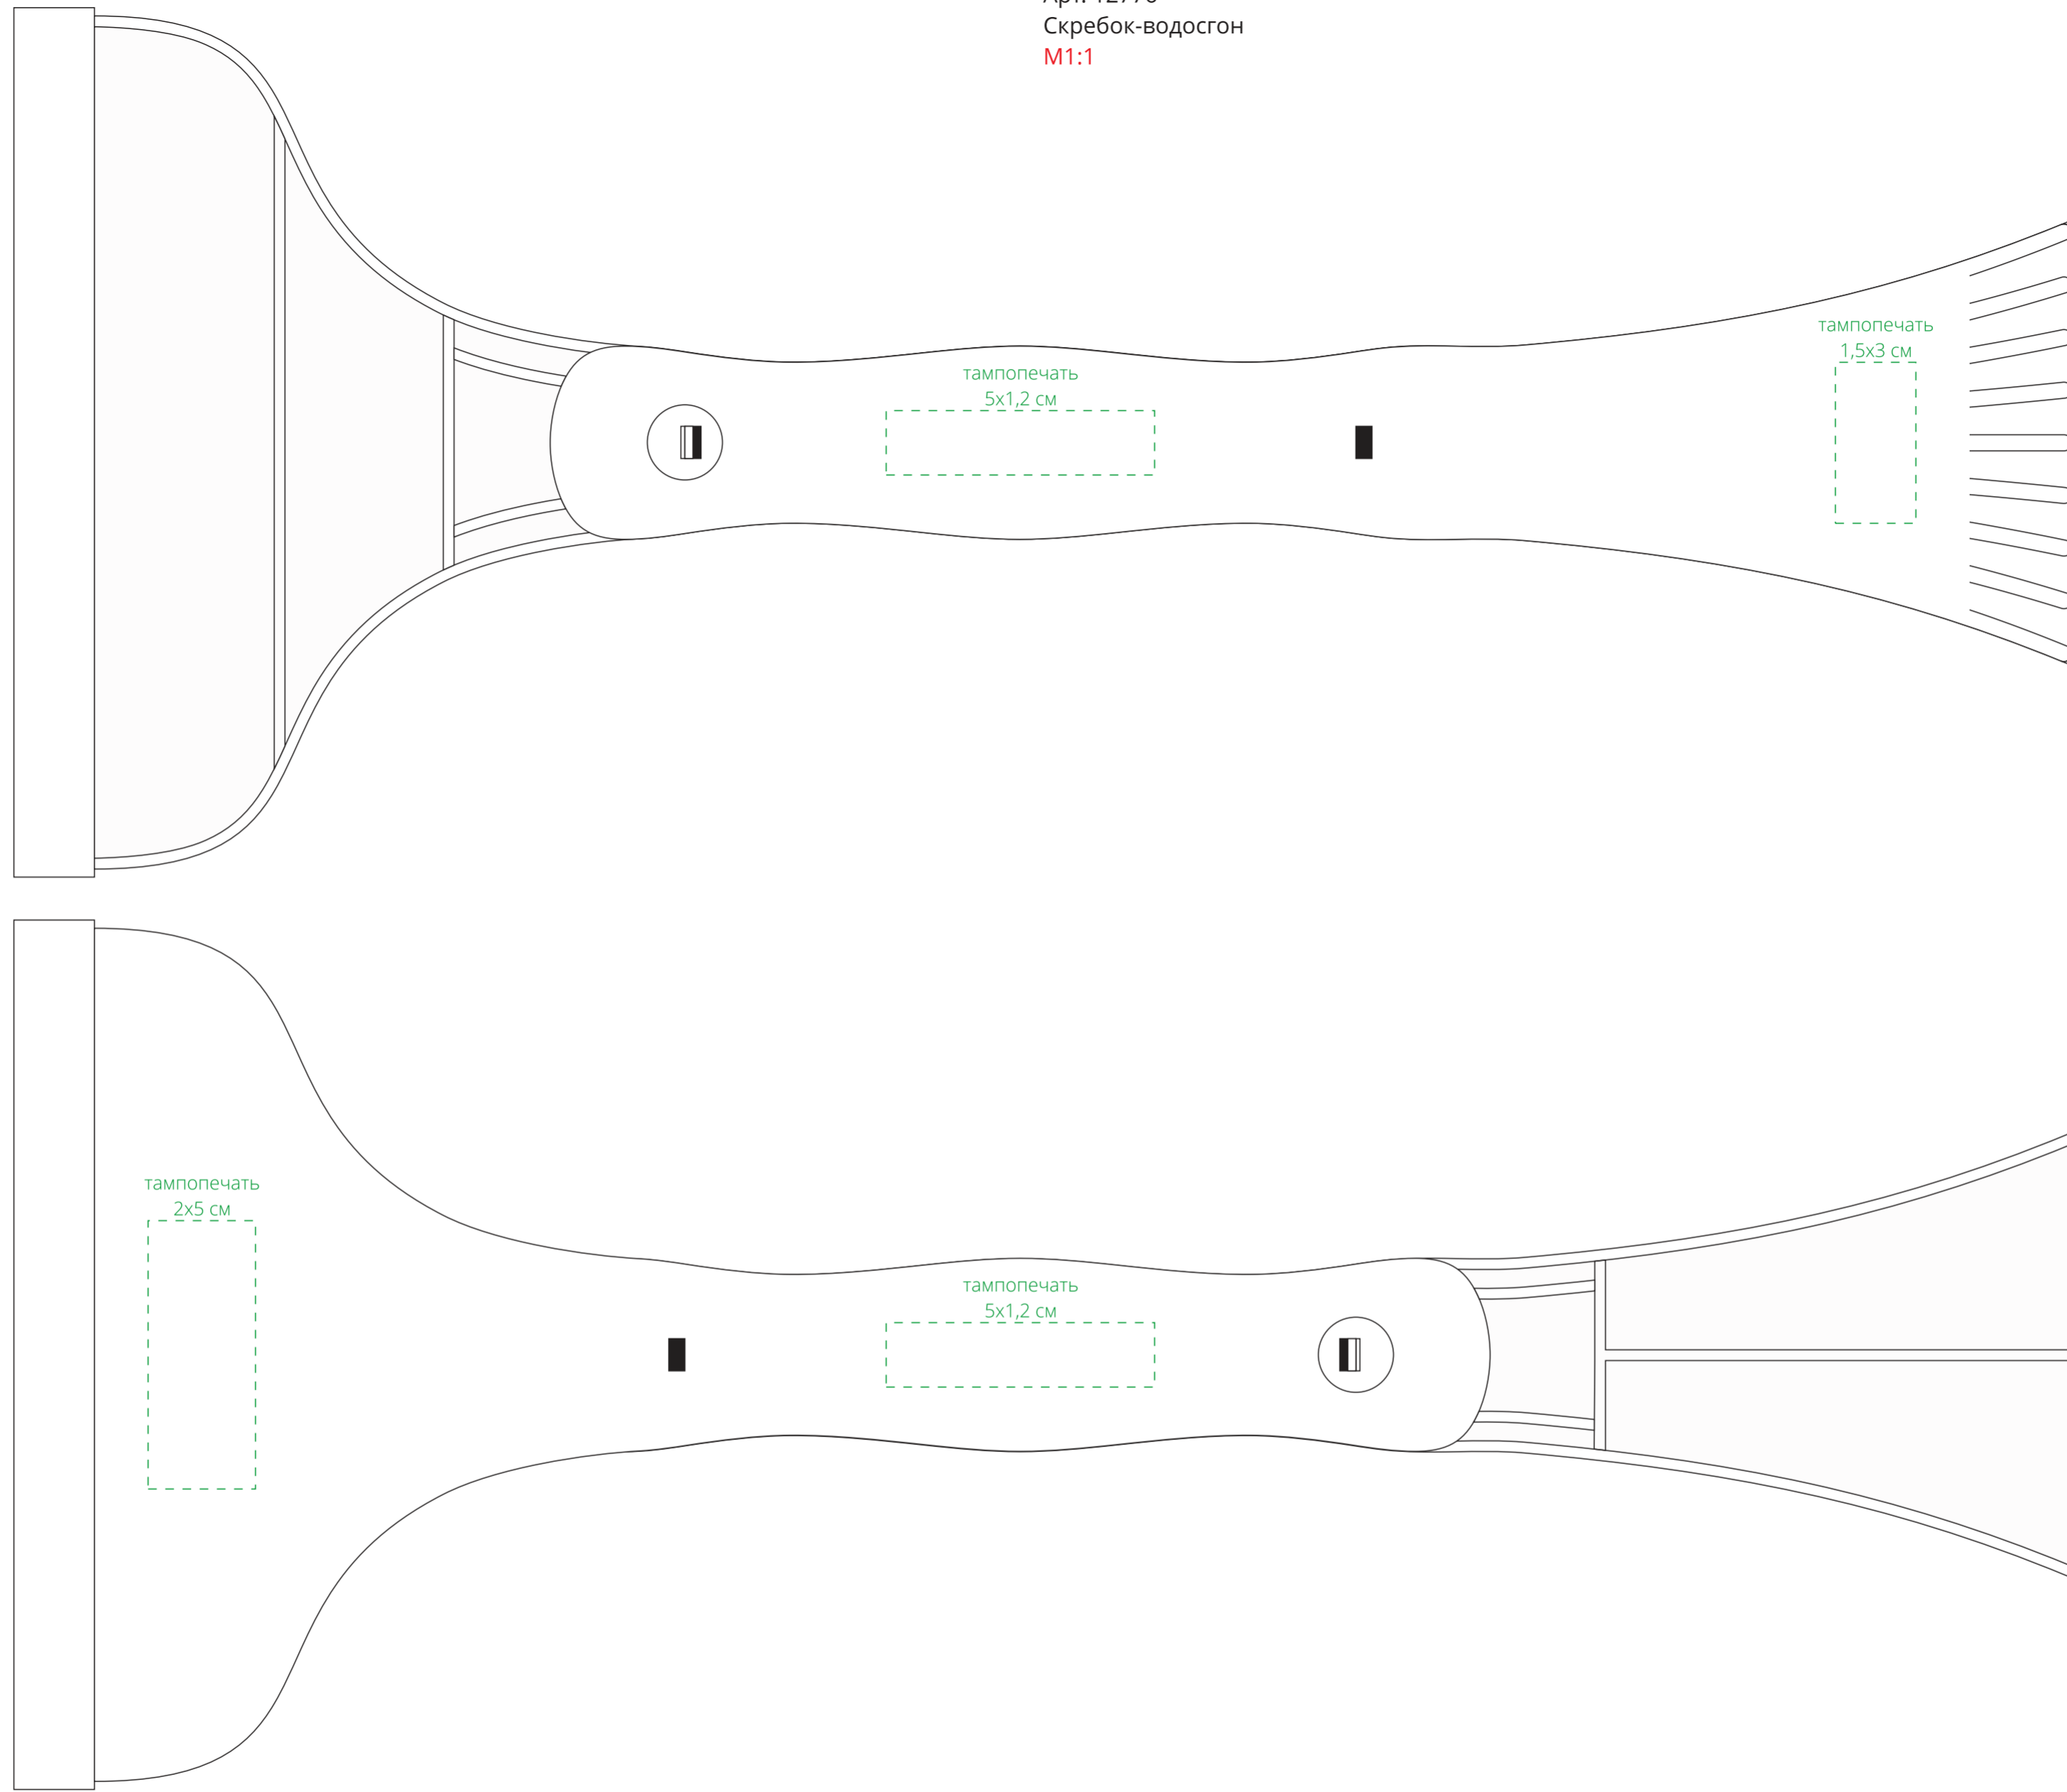 Скребок-водосгон
М1:1
тампопечать
1,5х3 см
тампопечать
5х1,2 см
тампопечать
2х5 см
тампопечать
5х1,2 см